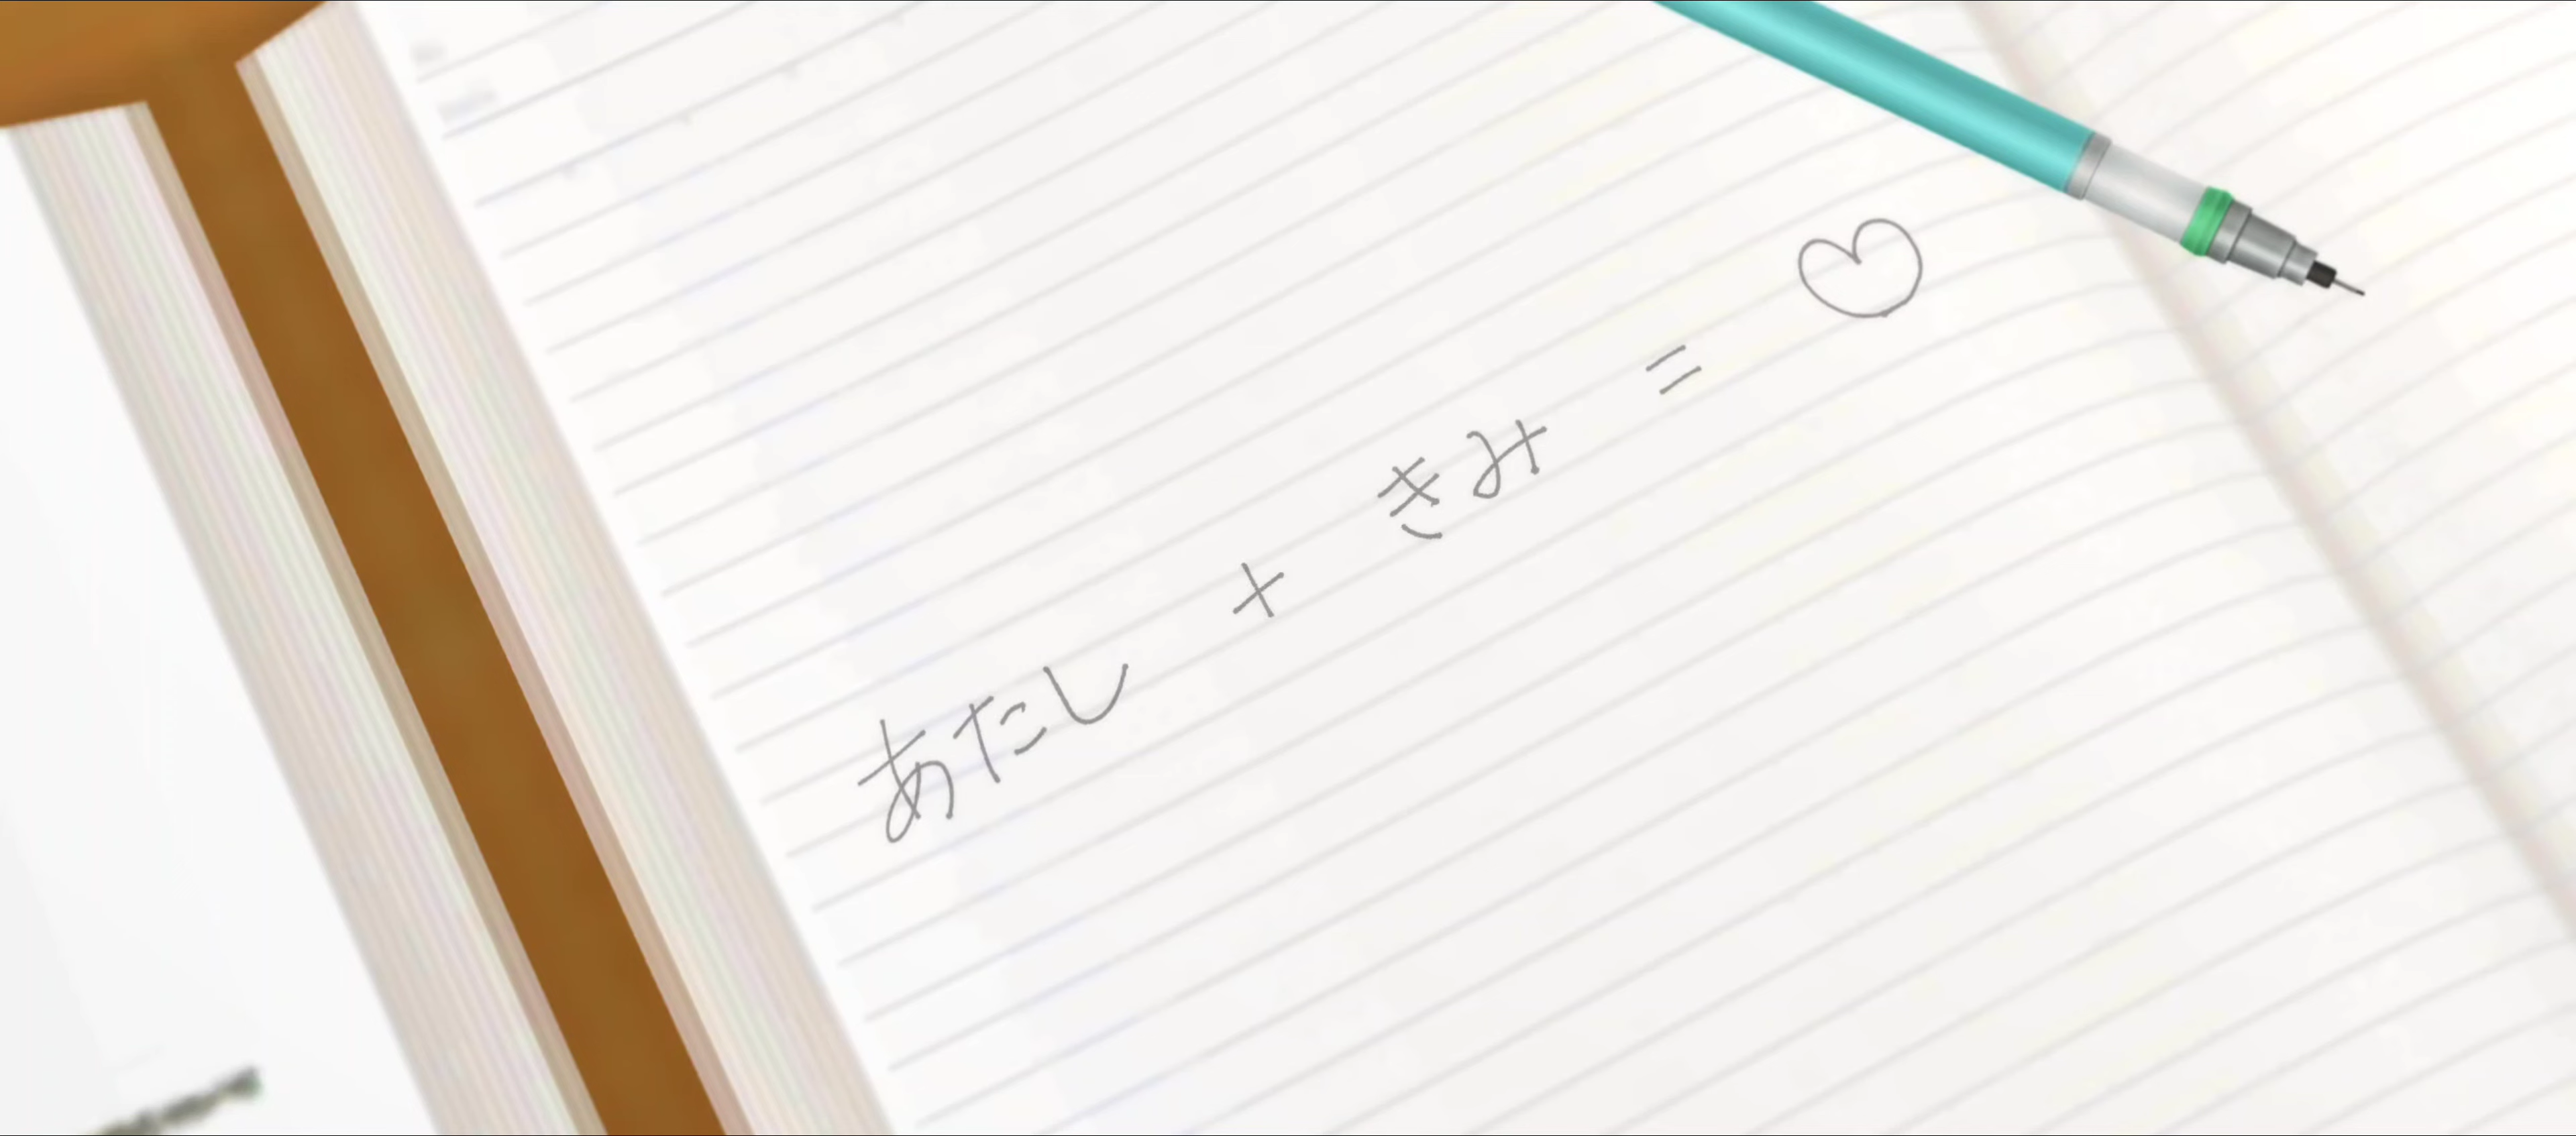 あたし + きみ = ♡